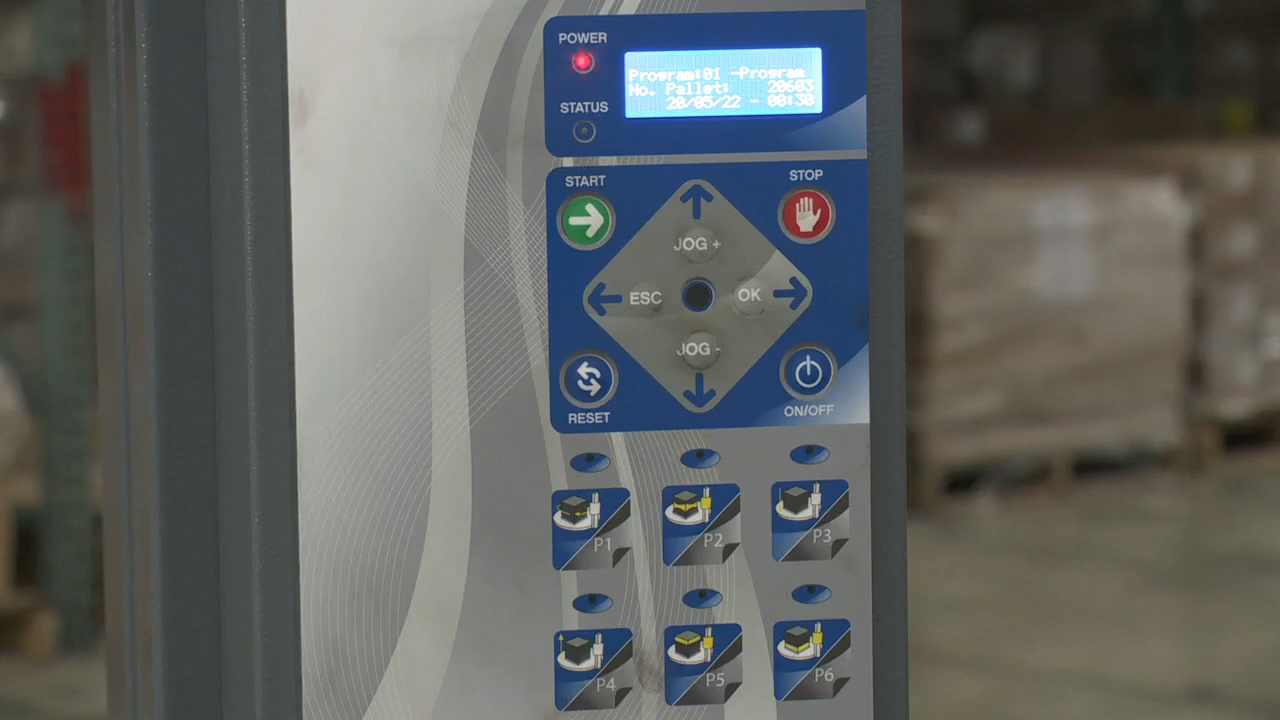 POWER
Program:01 →Program
No. Pallet: 20603
20/05/22 - 00:30
STATUS
START
STOP
JOG +
ESC
OK
JOG -
RESET
ON/OFF
P1
P2
P3
P4
P5
P6